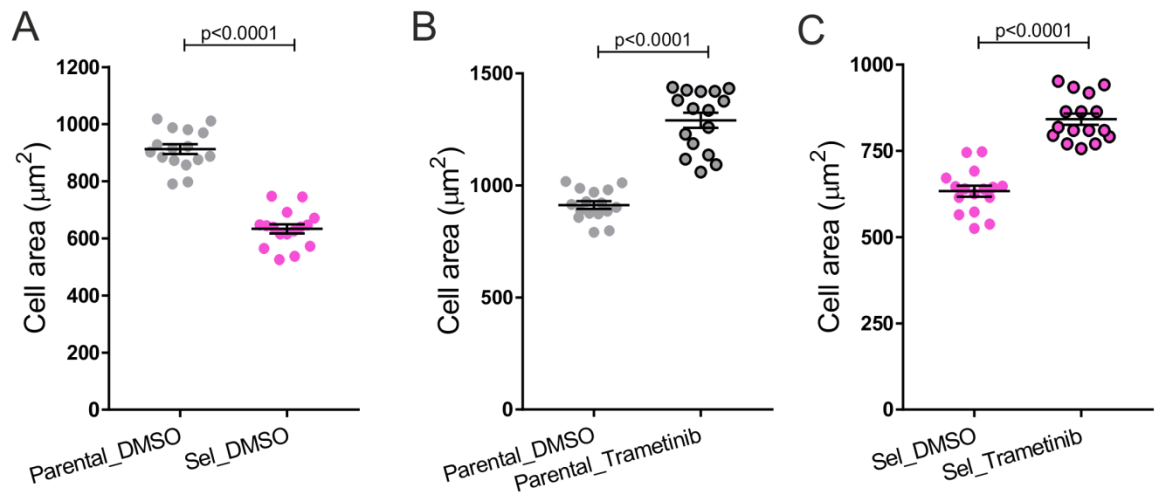 A
p<0.0001
Cell area (μm²)
1200
1000
800
600
400
200
0
Parental_DMSO
Sel_DMSO
B
p<0.0001
Cell area (μm²)
1500
1000
500
0
Parental_DMSO
Parental_Trametinib
C
p<0.0001
Cell area (μm²)
1000
750
500
250
0
Sel_DMSO
Sel_Trametinib